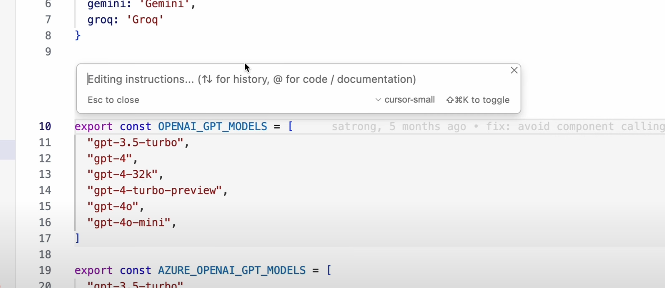 6 gemini: 'Gemini',
7 groq: 'Groq'
8 }
9
Editing instructions... (↑↓ for history, @ for code / documentation)
Esc to close cursor-small ⇧⌘K to toggle
10 export const OPENAI_GPT_MODELS = [ satrong, 5 months ago • fix: avoid component calling
11 "gpt-3.5-turbo",
12 "gpt-4",
13 "gpt-4-32k",
14 "gpt-4-turbo-preview",
15 "gpt-4o",
16 "gpt-4o-mini",
17 ]
18
19 export const AZURE_OPENAI_GPT_MODELS = [
20 "gpt-3.5-turbo"